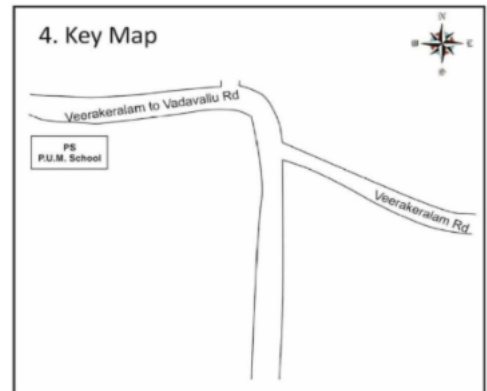 4. Key Map
N
E
Veerakeralam to Vadavallu Rd
PS
P.U.M. School
Veerakeralam Rd